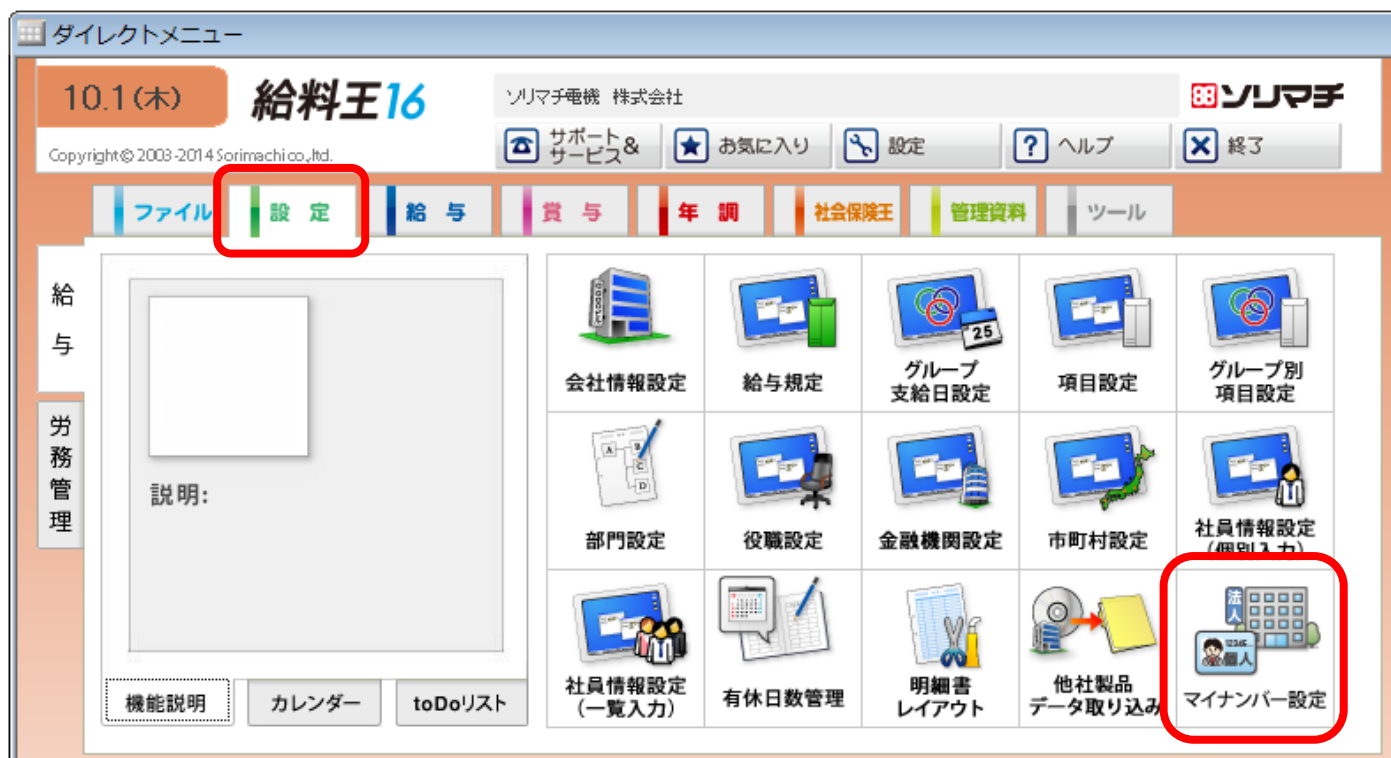 ダイレクトメニュー
10.1(木)
給料王16
ソリマチ電機 株式会社
ソリマチ
Copyright© 2003-2014 Sorimachi co.,ltd.
サポート&
サービス
お気に入り
設定
ヘルプ
終了
ファイル
設 定
給 与
賞 与
年 調
社会保険王
管理資料
ツール
給与
労務管理
説明:
機能説明
カレンダー
toDoリスト
会社情報設定
給与規定
25
グループ
支給日設定
項目設定
グループ別
項目設定
A
B
C
D
部門設定
役職設定
金融機関設定
市町村設定
社員情報設定
(個別入力)
社員情報設定
(一覧入力)
有休日数管理
明細書
レイアウト
他社製品
データ取り込み
法人
個人
マイナンバー設定